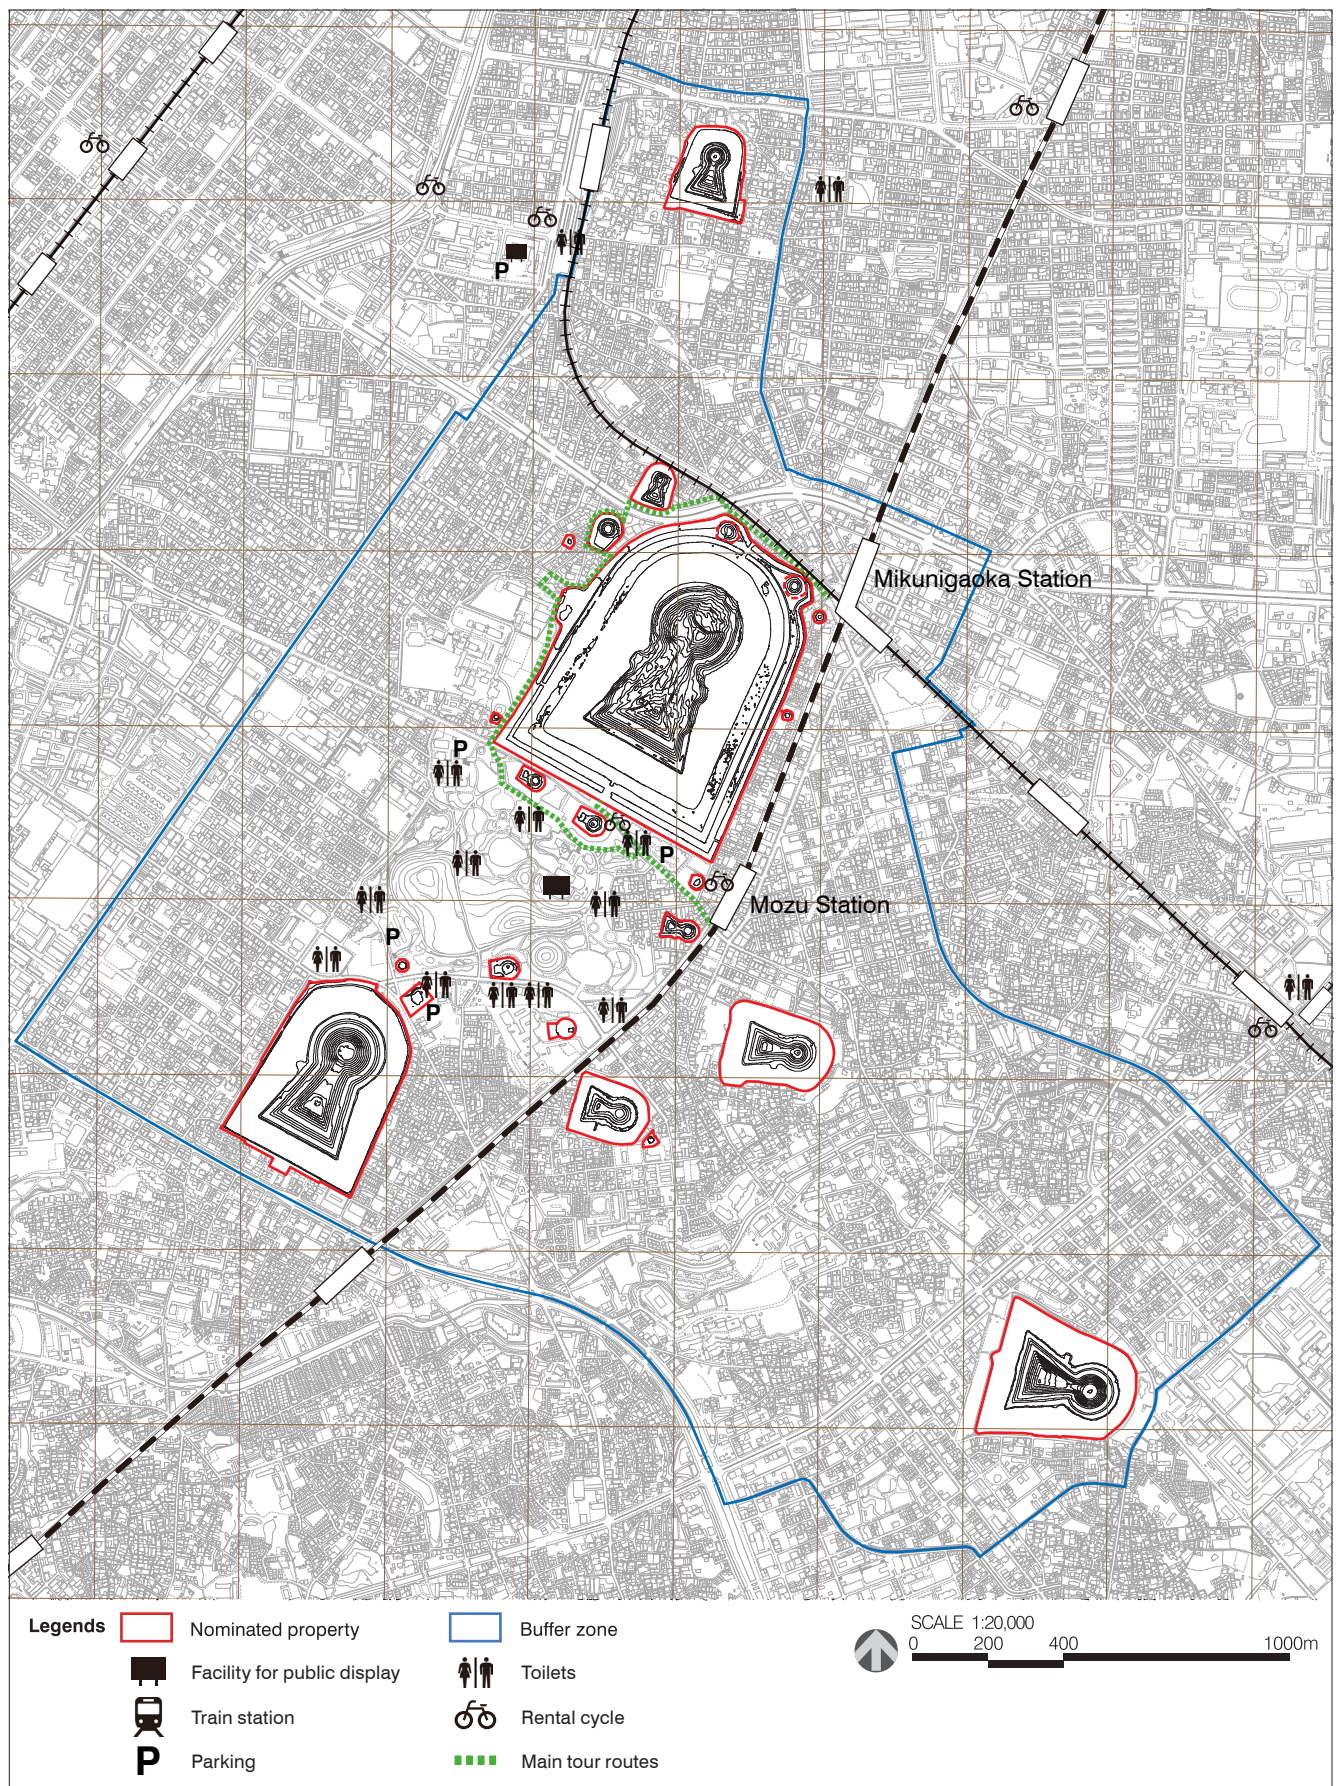 P
Mikunigaoka Station
P
P
Mozu Station
P
P
Legends
Nominated property
Buffer zone
Facility for public display
Toilets
Train station
Rental cycle
P Parking
Main tour routes
SCALE 1:20,000
0 200 400 1000m